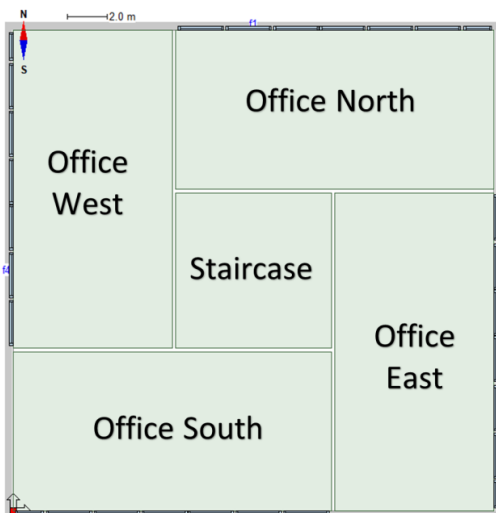 N
2.0 m
S
f1
Office North
Office
West
Staircase
f4
Office
East
Office South